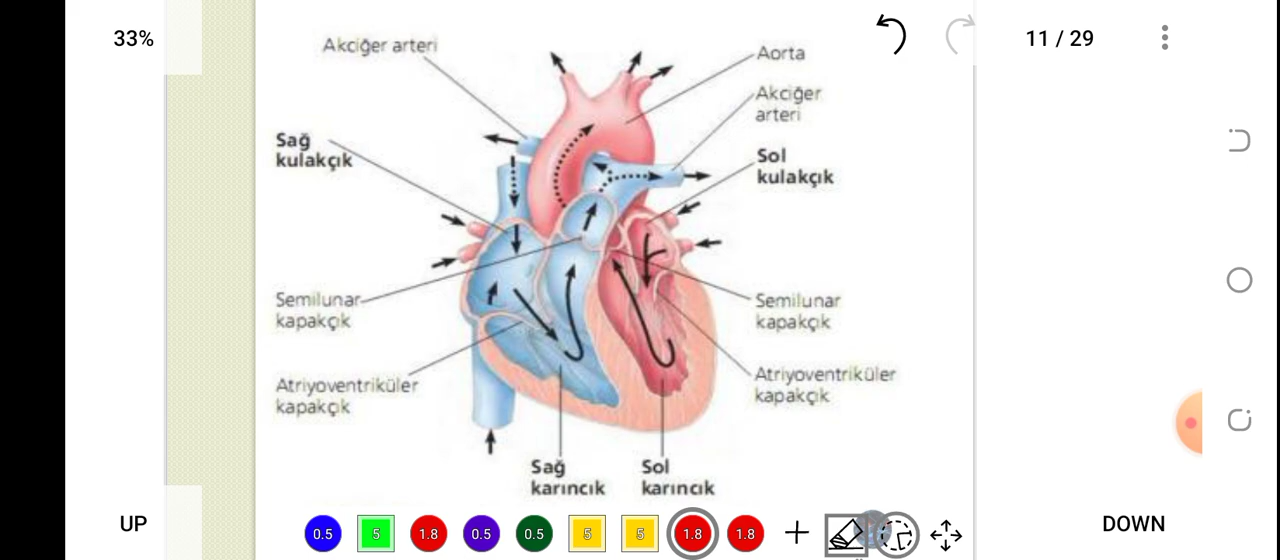 33%
11 / 29
Akciğer arteri
Aorta
Akciğer
arteri
Sağ
kulakçık
Sol
kulakçık
Semilunar
kapakçık
Semilunar
kapakçık
Atriyoventriküler
kapakçık
Atriyoventriküler
kapakçık
Sağ
karıncık
Sol
karıncık
UP
DOWN
0.5
5
1.8
0.5
0.5
5
5
1.8
1.8